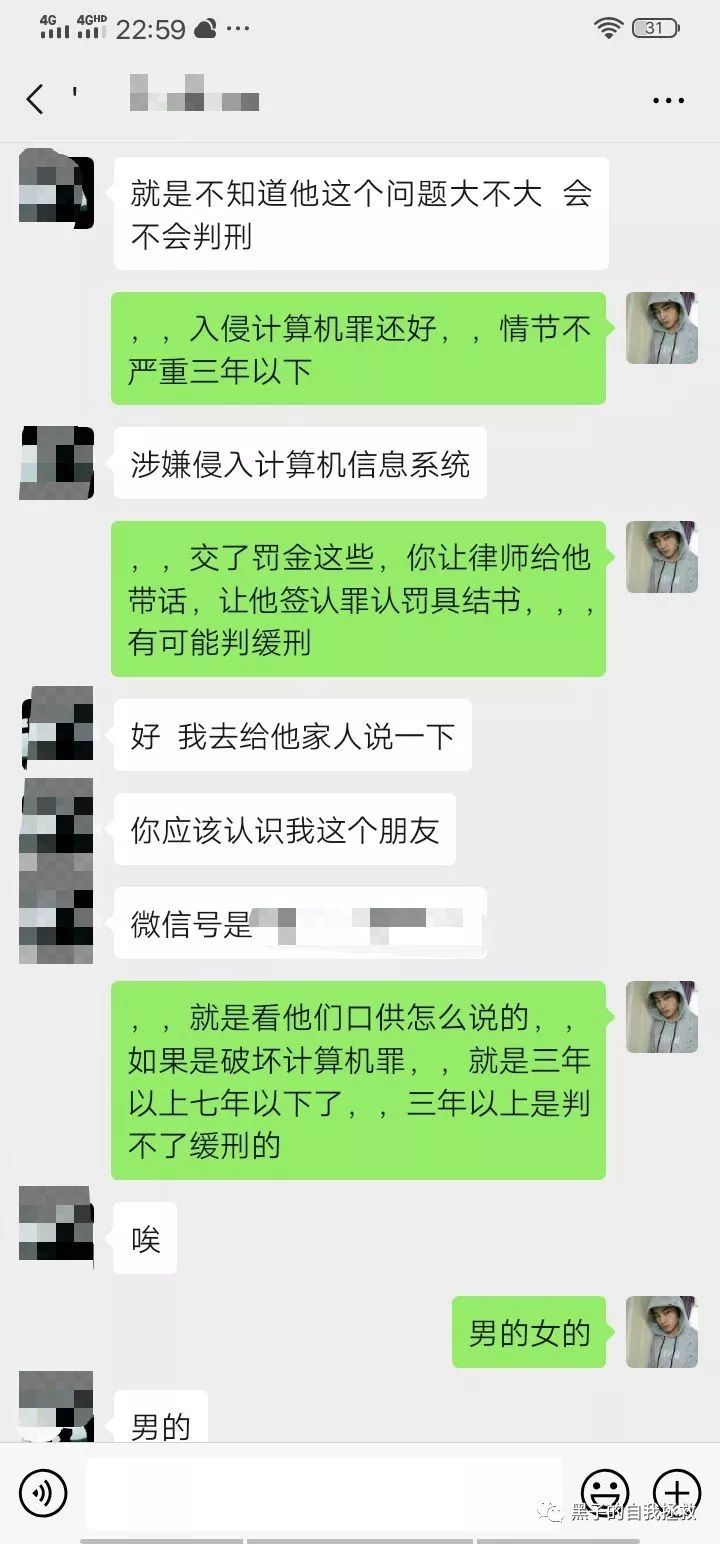 4G 4GHD 22:59 ... 31
就是不知道他这个问题大不大 会
不会判刑
，，入侵计算机罪还好，，情节不
严重三年以下
涉嫌侵入计算机信息系统
，，交了罚金这些，你让律师给他
带话，让他签认罪认罚具结书，，，
有可能判缓刑
好 我去给他家人说一下
你应该认识我这个朋友
微信号是
，，就是看他们口供怎么说的，，
如果是破坏计算机罪，，就是三年
以上七年以下了，，三年以上是判
不了缓刑的
唉
男的女的
男的
黑子的自我拯救